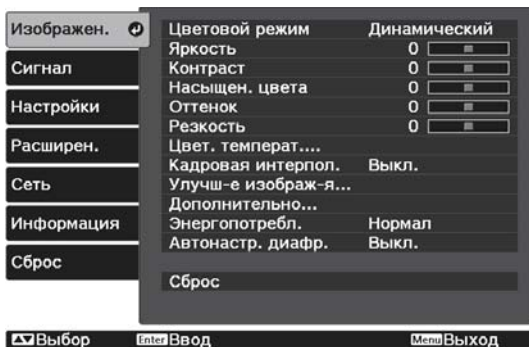 Изображен.
Сигнал
Настройки
Расширен.
Сеть
Информация
Сброс
Цветовой режим Динамический
Яркость 0
Контраст 0
Насыщен. цвета 0
Оттенок 0
Резкость 0
Цвет. температ....
Кадровая интерпол. Выкл.
Улучш-е изображ-я...
Дополнительно...
Энергопотребл. Нормал
Автонастр. диафр. Выкл.
Сброс
Выбор Enter Ввод Menu Выход